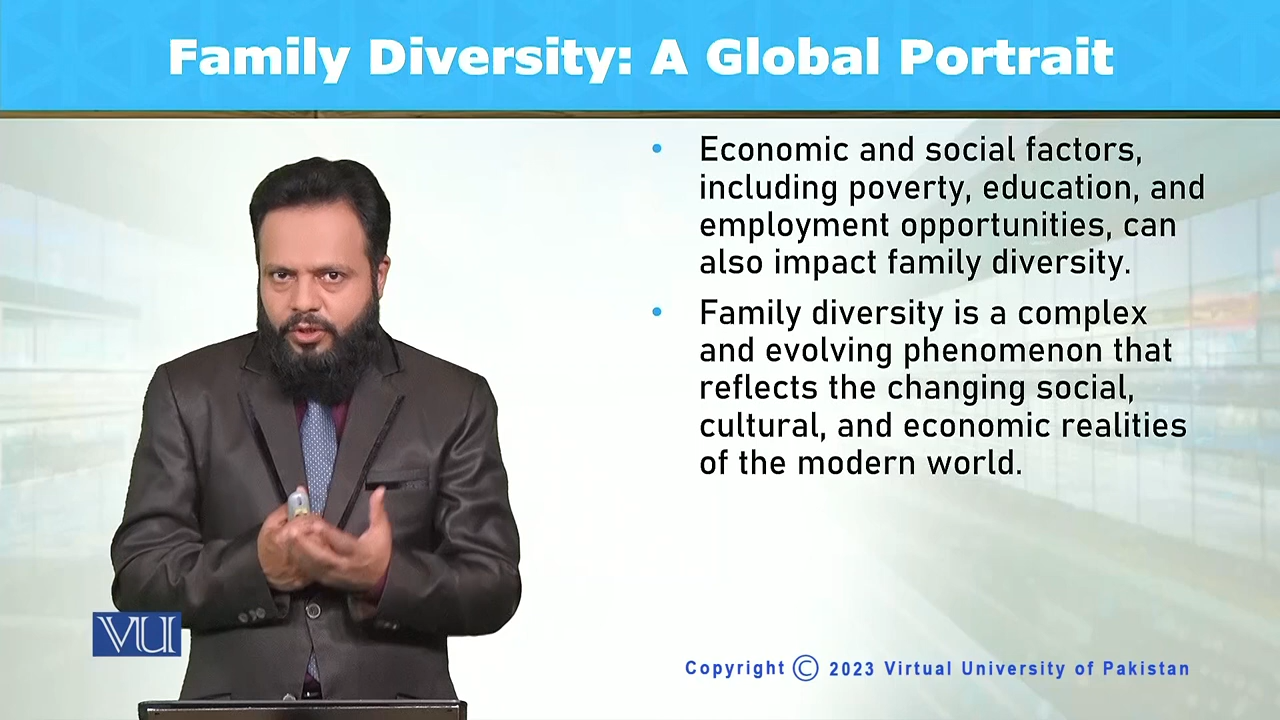 Family Diversity: A Global Portrait
• Economic and social factors,
including poverty, education, and
employment opportunities, can
also impact family diversity.
• Family diversity is a complex
and evolving phenomenon that
reflects the changing social,
cultural, and economic realities
of the modern world.
VU
Copyright © 2023 Virtual University of Pakistan